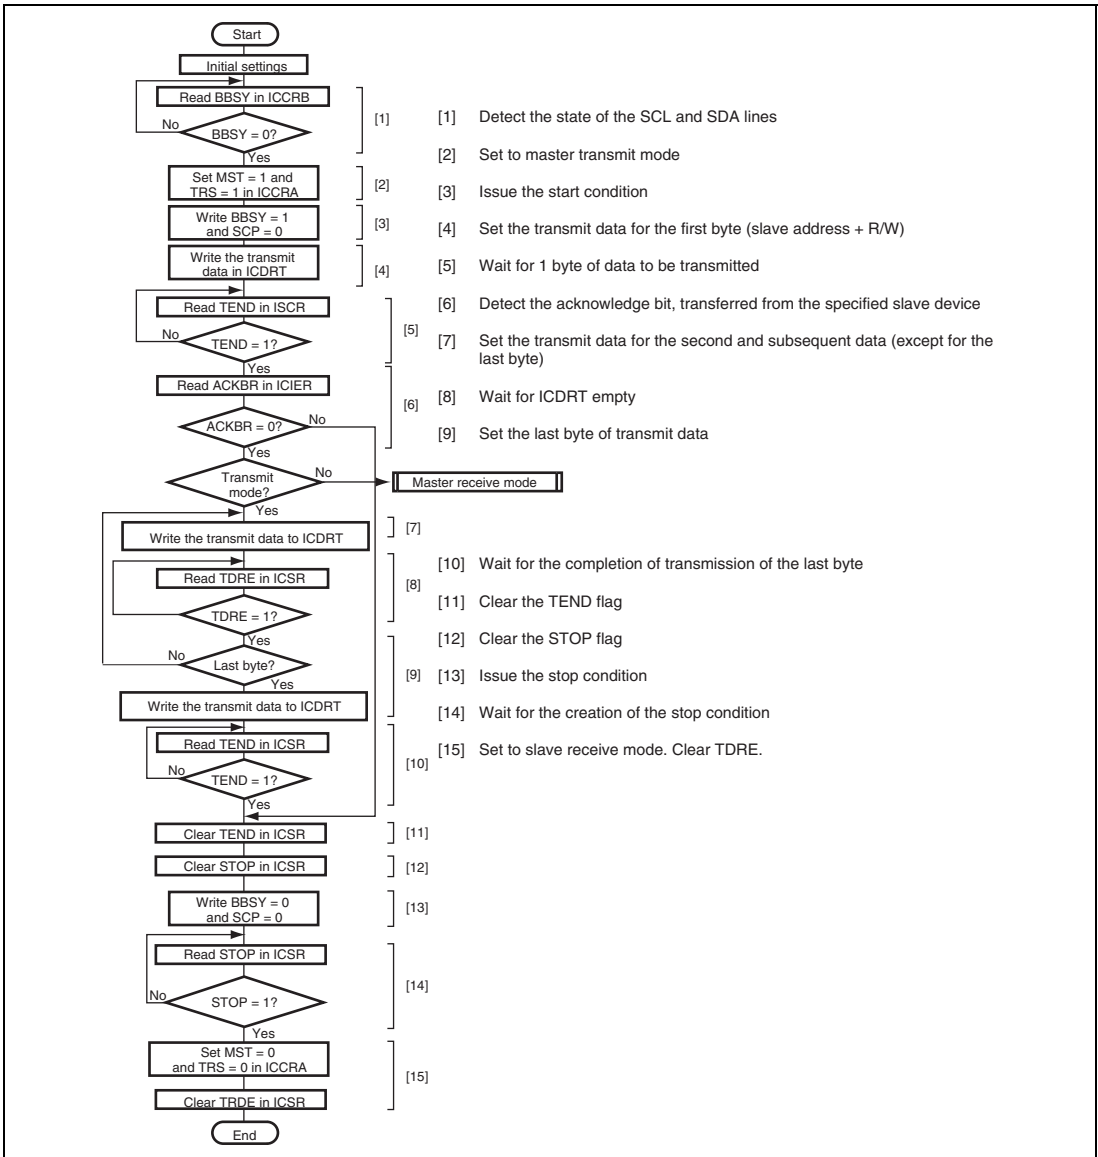 Start
Initial settings
Read BBSY in ICCRB
No
BBSY = 0?
[1]
Yes
Set MST = 1 and
TRS = 1 in ICCRA
[2]
Write BBSY = 1
and SCP = 0
[3]
Write the transmit
data in ICDRT
[4]
Read TEND in ISCR
No
TEND = 1?
[5]
Yes
Read ACKBR in ICIER
[6]
ACKBR = 0?
No
Yes
Transmit
mode?
No
Master receive mode
Yes
Write the transmit data to ICDRT
[7]
Read TDRE in ICSR
[8]
TDRE = 1?
Yes
No
Last byte?
[9]
Yes
Write the transmit data to ICDRT
Read TEND in ICSR
No
TEND = 1?
[10]
Yes
Clear TEND in ICSR
[11]
Clear STOP in ICSR
[12]
Write BBSY = 0
and SCP = 0
[13]
Read STOP in ICSR
[14]
No
STOP = 1?
Yes
Set MST = 0
and TRS = 0 in ICCRA
[15]
Clear TRDE in ICSR
End
[1] Detect the state of the SCL and SDA lines
[2] Set to master transmit mode
[3] Issue the start condition
[4] Set the transmit data for the first byte (slave address + R/W)
[5] Wait for 1 byte of data to be transmitted
[6] Detect the acknowledge bit, transferred from the specified slave device
[7] Set the transmit data for the second and subsequent data (except for the
last byte)
[8] Wait for ICDRT empty
[9] Set the last byte of transmit data
[10] Wait for the completion of transmission of the last byte
[11] Clear the TEND flag
[12] Clear the STOP flag
[13] Issue the stop condition
[14] Wait for the creation of the stop condition
[15] Set to slave receive mode. Clear TDRE.